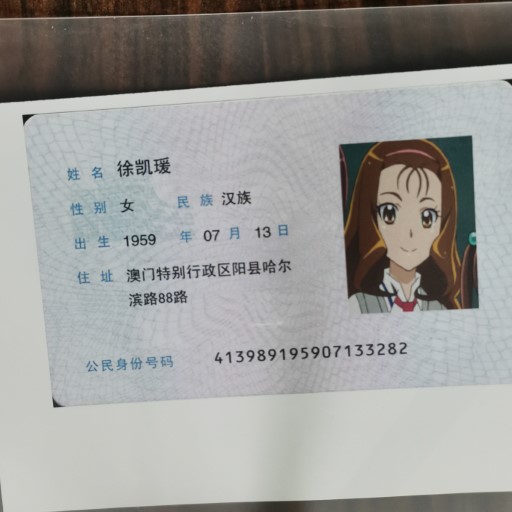 姓名 徐凯瑗
性别 女 民族 汉族
出生 1959 年 07 月 13 日
住址 澳门特别行政区阳县哈尔
滨路88路
公民身份号码 413989195907133282